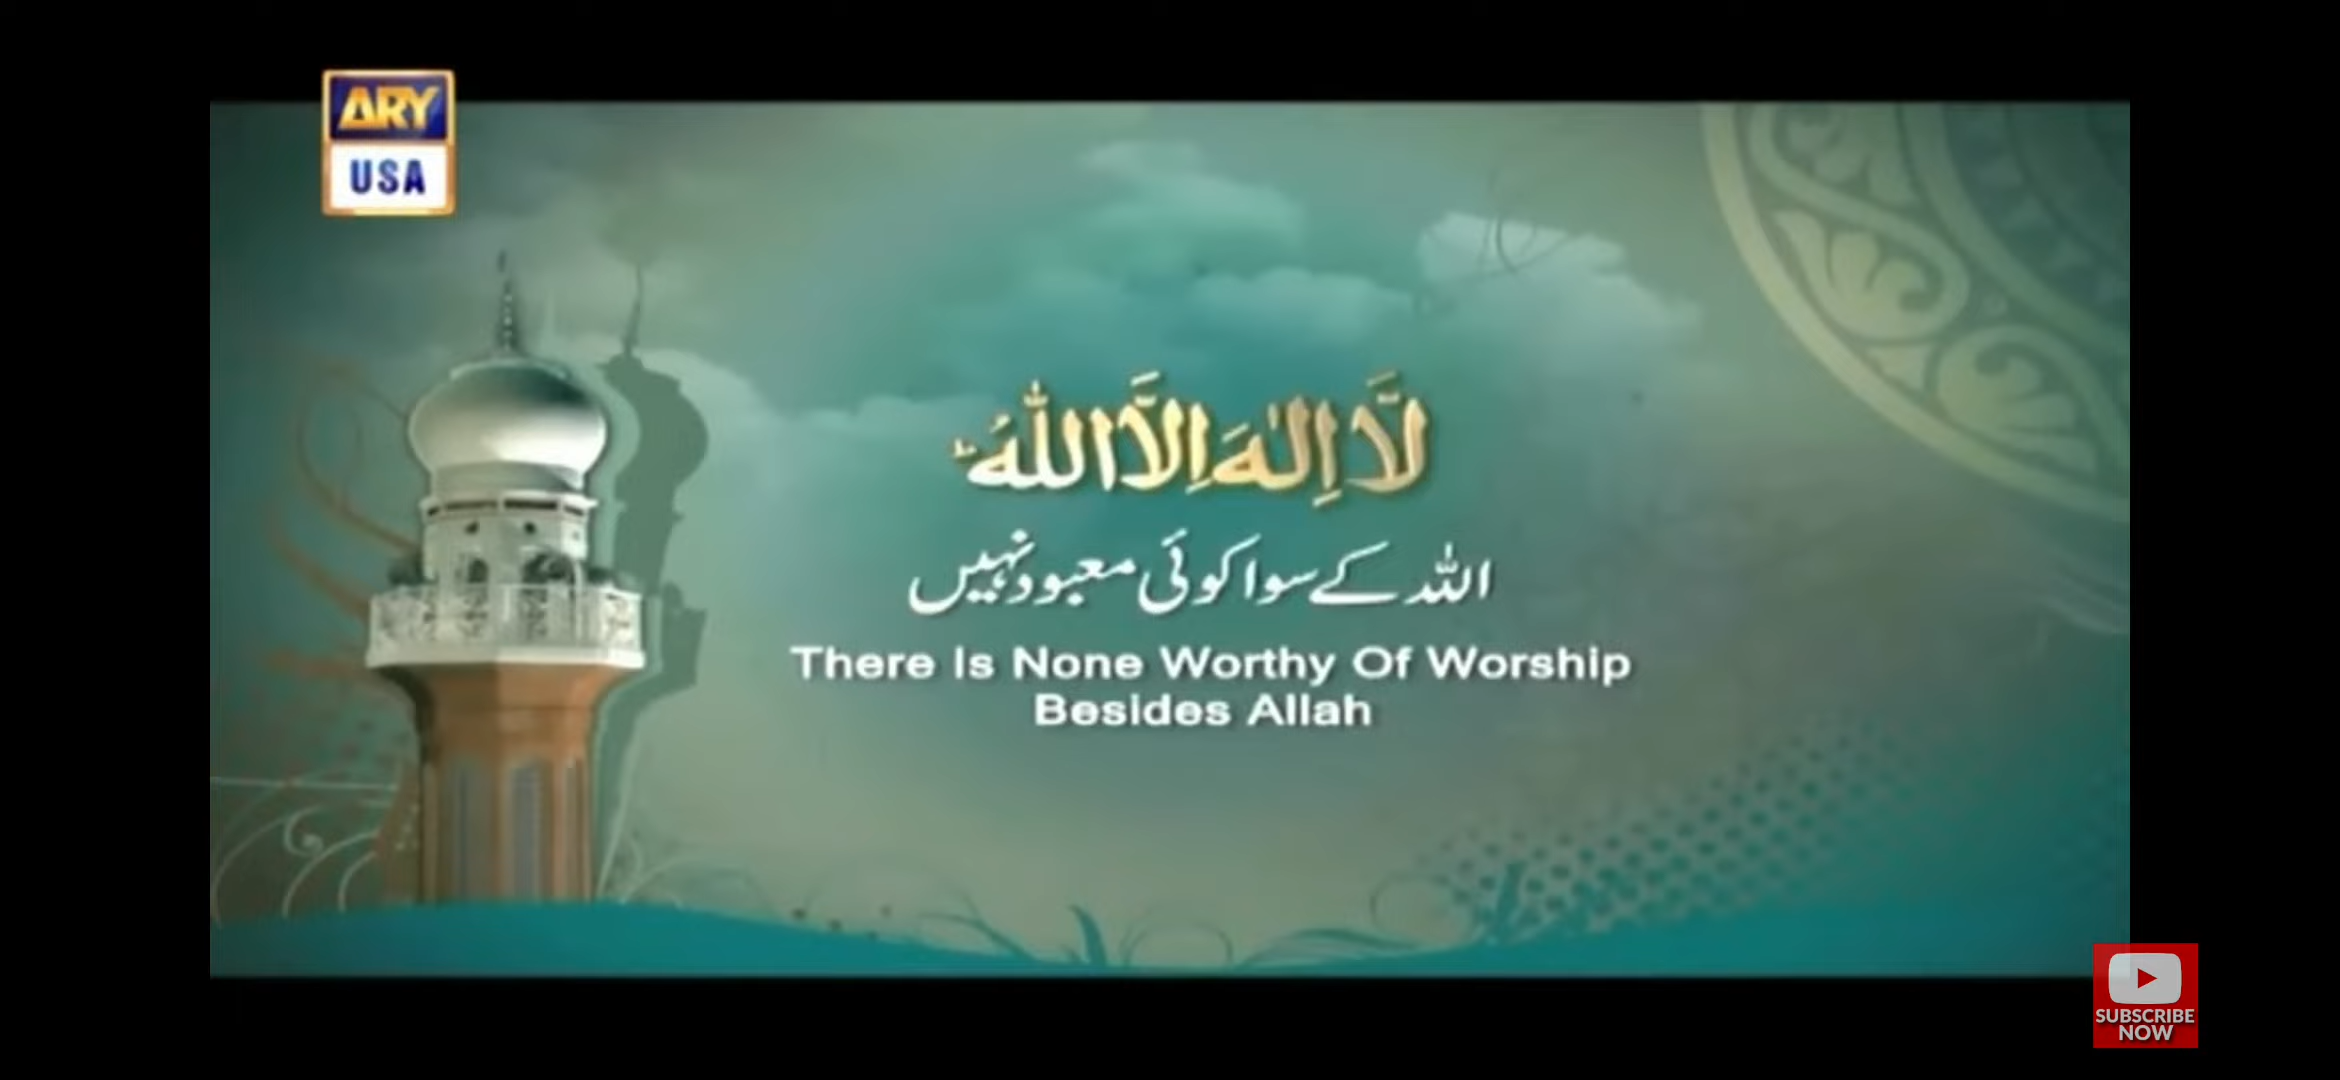 ARY
USA
لَآ اِلٰهَ اِلَّا اللّٰهُ ؕ
اللہ کے سوا کوئی معبود نہیں
There Is None Worthy Of Worship
Besides Allah
SUBSCRIBE
NOW